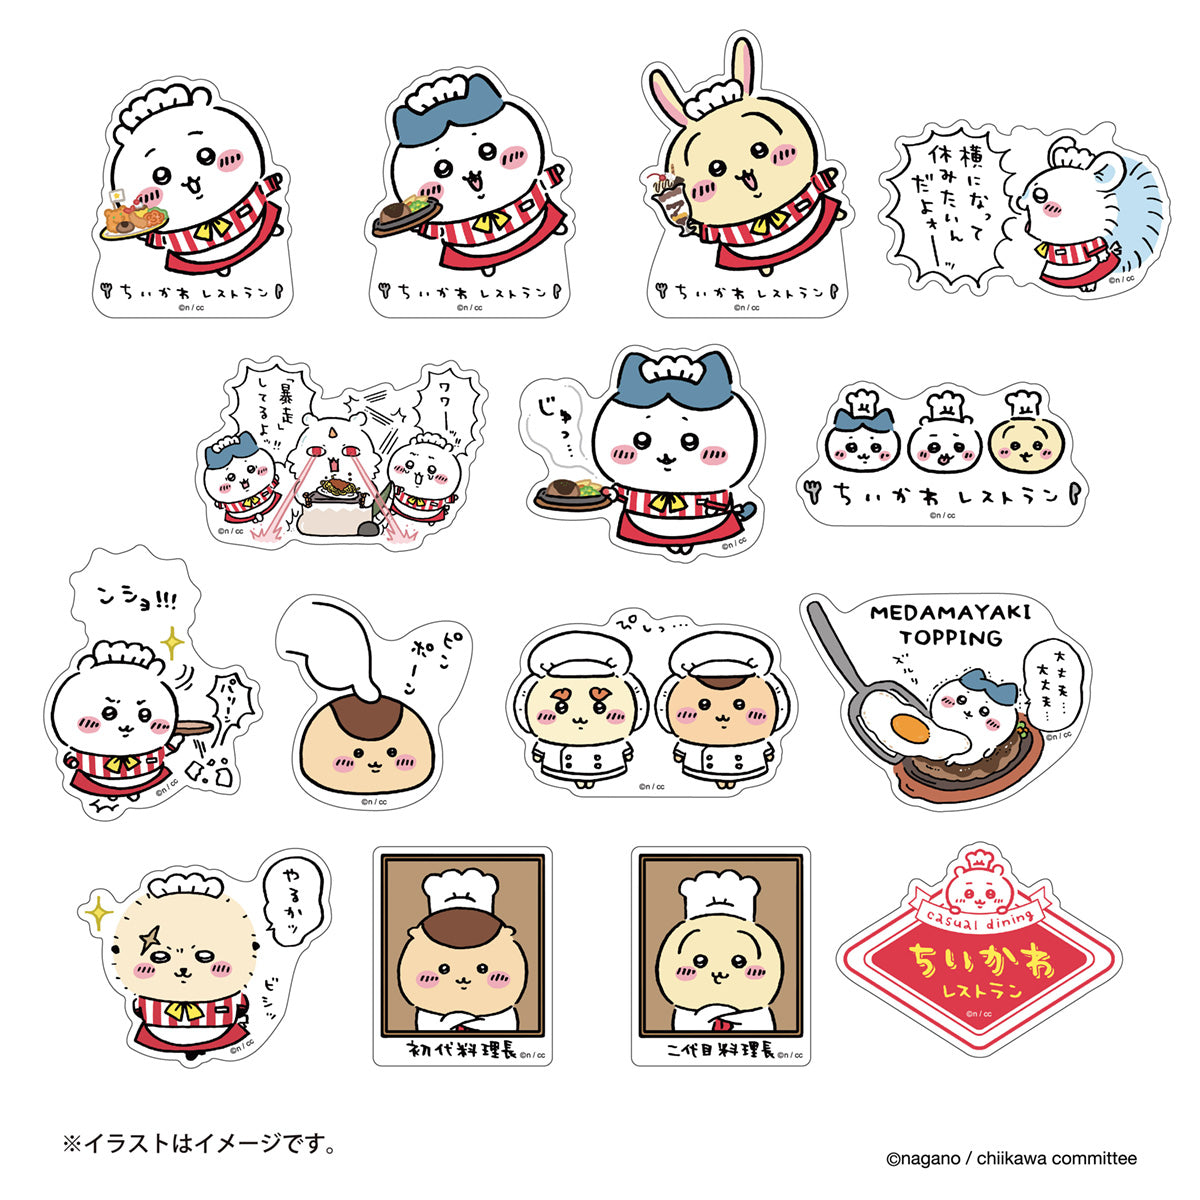 ちいかわ レストラン
©n / cc
ちいかわ レストラン
©n / cc
ちいかわ レストラン
©n / cc
横になって
休みたいん
だよォーッ
©n / cc
「暴走」
してるよッ!!
ワワー
©n / cc
じゅっ…
©n / cc
ちいかわ レストラン
©n / cc
ンショ!!!
パリーン
©n / cc
ピン
ポーン
©n / cc
ぴしっ…
©n / cc
MEDAMAYAKI
TOPPING
ズルッ
大丈夫…
大丈夫…
©n / cc
やるかッ
ビシッ
©n / cc
初代料理長 ©n / cc
二代目料理長 ©n / cc
casual dining
ちいかわ
レストラン
©n / cc
※イラストはイメージです。
©nagano / chiikawa committee